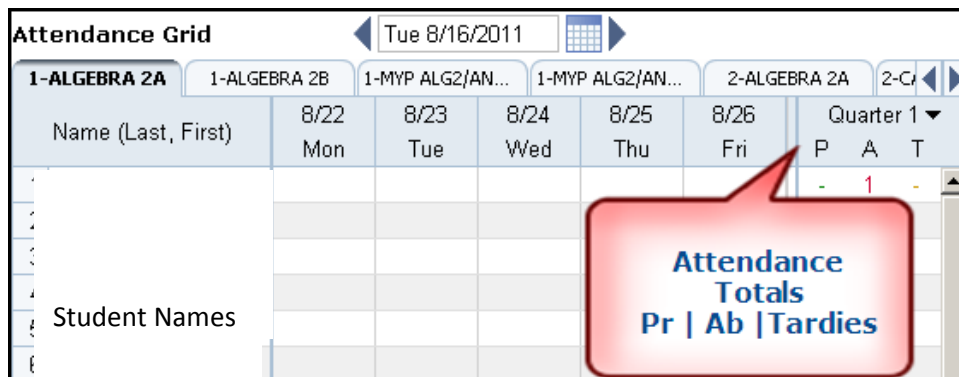 Attendance Grid Tue 8/16/2011
1-ALGEBRA 2A 1-ALGEBRA 2B 1-MYP ALG2/AN... 1-MYP ALG2/AN... 2-ALGEBRA 2A
Name (Last, First) 8/22 8/23 8/24 8/25 8/26 Quarter 1
Mon Tue Wed Thu Fri P A T
- 1 -
Student Names
Attendance
Totals
Pr | Ab |Tardies